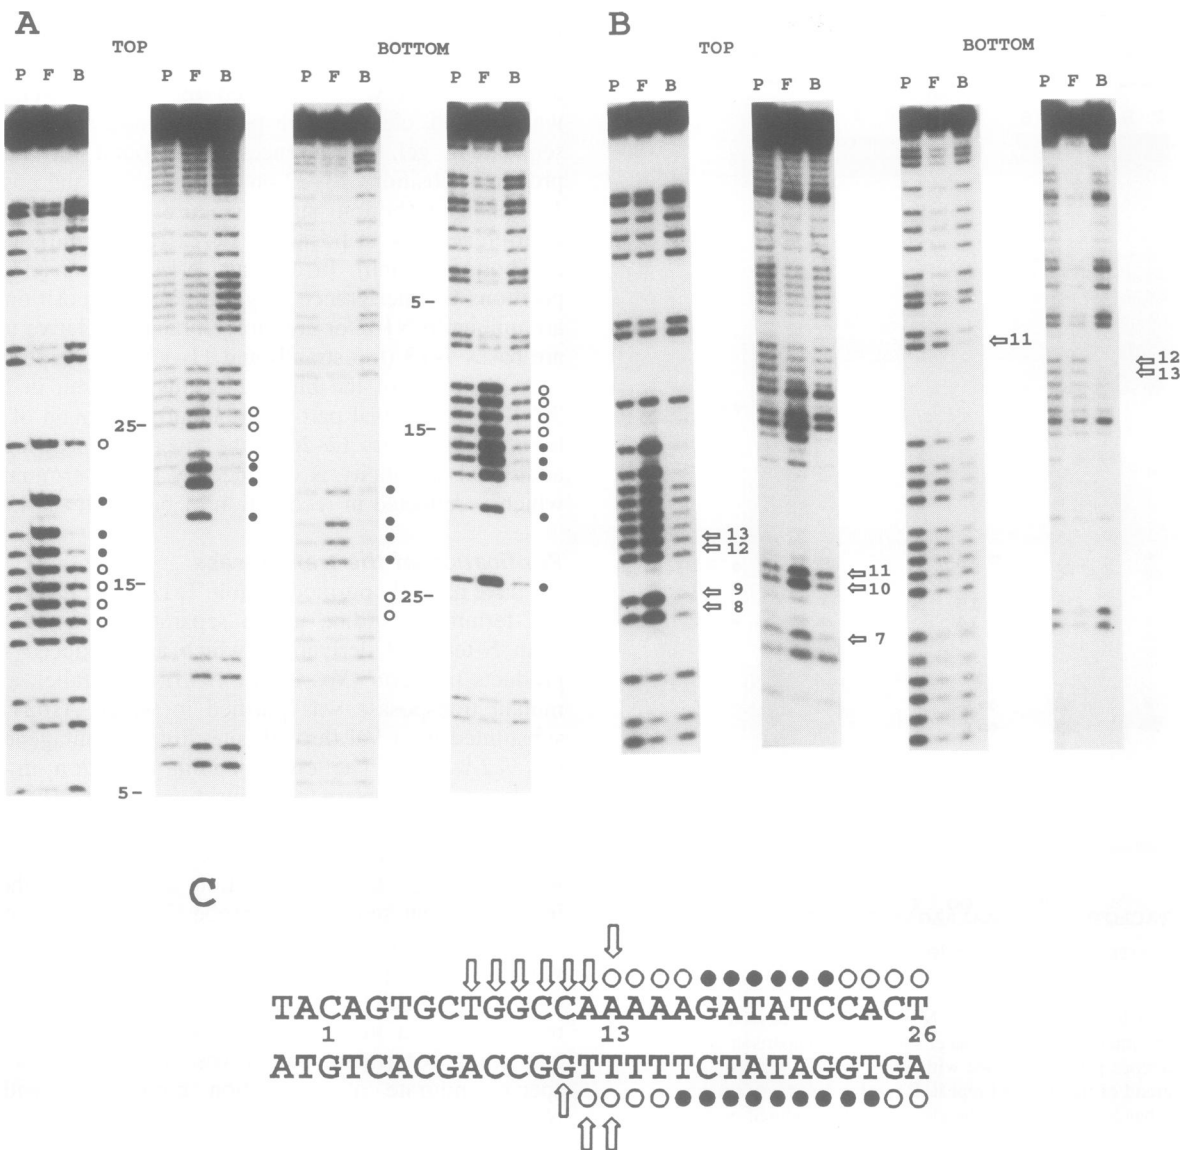 A
B
TOP
BOTTOM
TOP
BOTTOM
P F B
P F B
P F B
P F B
P F B
P F B
P F B
P F B
25-
15-
5-
5-
15-
25-
13
12
9
8
11
10
7
11
12
13
C
TACAGTGCTGGCCAAAAAGATATCCACT
1 13 26
ATGTCACGACCGGTTTTTCTATAGGTGA